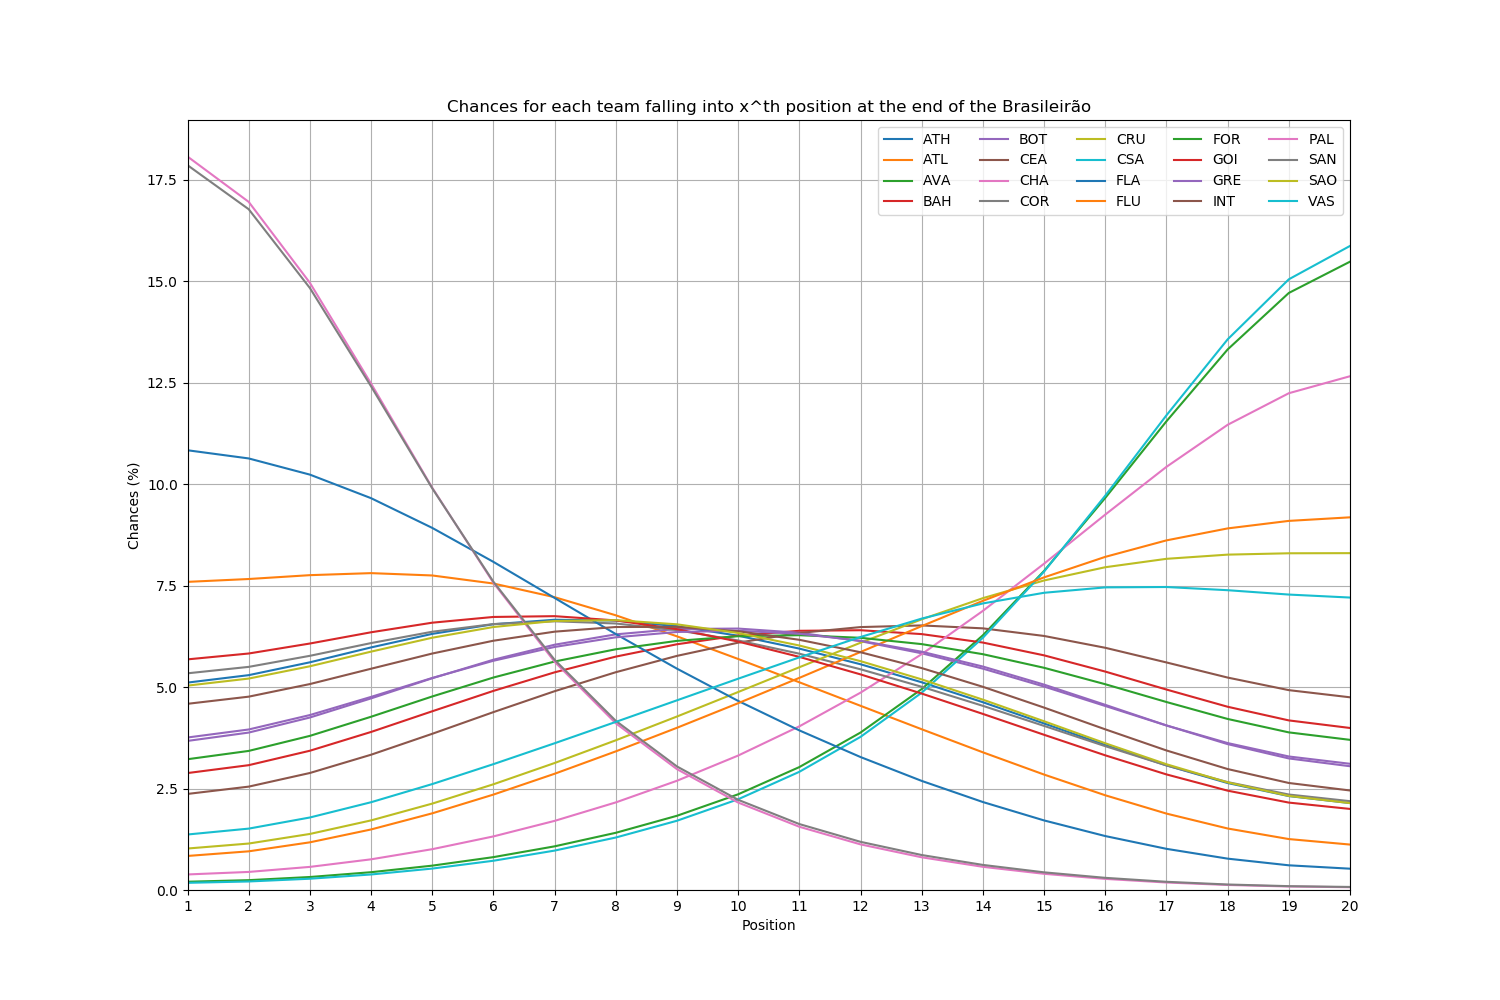 Chances for each team falling into x^th position at the end of the Brasileirão
ATH BOT CRU FOR PAL
ATL CEA CSA GOI SAN
AVA CHA FLA GRE SAO
BAH COR FLU INT VAS
17.5
15.0
12.5
10.0
7.5
5.0
2.5
0.0
Chances (%)
1 2 3 4 5 6 7 8 9 10 11 12 13 14 15 16 17 18 19 20
Position